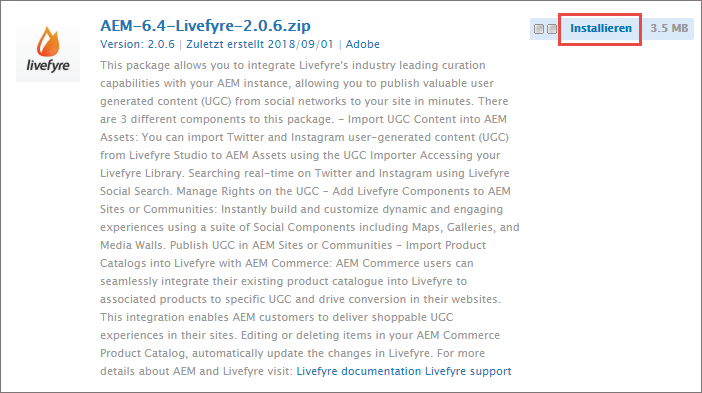 AEM-6.4-Livefyre-2.0.6.zip
Installieren
3.5 MB
Version: 2.0.6 | Zuletzt erstellt 2018/09/01 | Adobe
livefyre
This package allows you to integrate Livefyre's industry leading curation
capabilities with your AEM instance, allowing you to publish valuable user
generated content (UGC) from social networks to your site in minutes. There
are 3 different components to this package. - Import UGC Content into AEM
Assets: You can import Twitter and Instagram user-generated content (UGC)
from Livefyre Studio to AEM Assets using the UGC Importer Accessing your
Livefyre Library. Searching real-time on Twitter and Instagram using Livefyre
Social Search. Manage Rights on the UGC - Add Livefyre Components to AEM
Sites or Communities: Instantly build and customize dynamic and engaging
experiences using a suite of Social Components including Maps, Galleries, and
Media Walls. Publish UGC in AEM Sites or Communities - Import Product
Catalogs into Livefyre with AEM Commerce: AEM Commerce users can
seamlessly integrate their existing product catalogue into Livefyre to
associated products to specific UGC and drive conversion in their websites.
This integration enables AEM customers to deliver shoppable UGC
experiences in their sites. Editing or deleting items in your AEM Commerce
Product Catalog, automatically update the changes in Livefyre. For more
details about AEM and Livefyre visit: Livefyre documentation Livefyre support